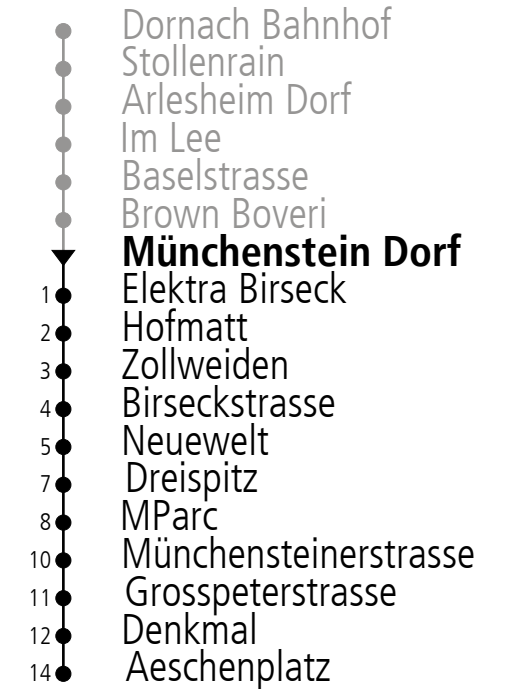 Dornach Bahnhof
Stollenrain
Arlesheim Dorf
Im Lee
Baselstrasse
Brown Boveri
Münchenstein Dorf
1 Elektra Birseck
2 Hofmatt
3 Zollweiden
4 Birseckstrasse
5 Neuewelt
7 Dreispitz
8 MParc
10 Münchensteinerstrasse
11 Grosspeterstrasse
12 Denkmal
14 Aeschenplatz